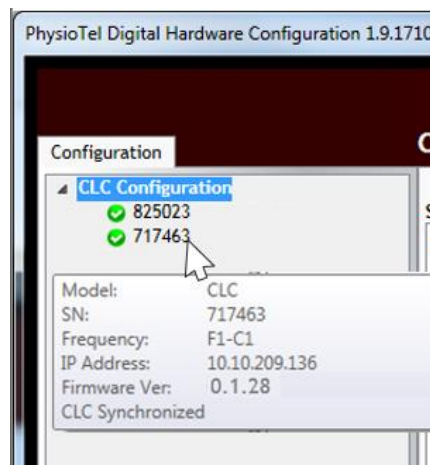 PhysioTel Digital Hardware Configuration 1.9.1710
Configuration
CLC Configuration
825023
717463
Model: CLC
SN: 717463
Frequency: F1-C1
IP Address: 10.10.209.136
Firmware Ver: 0.1.28
CLC Synchronized